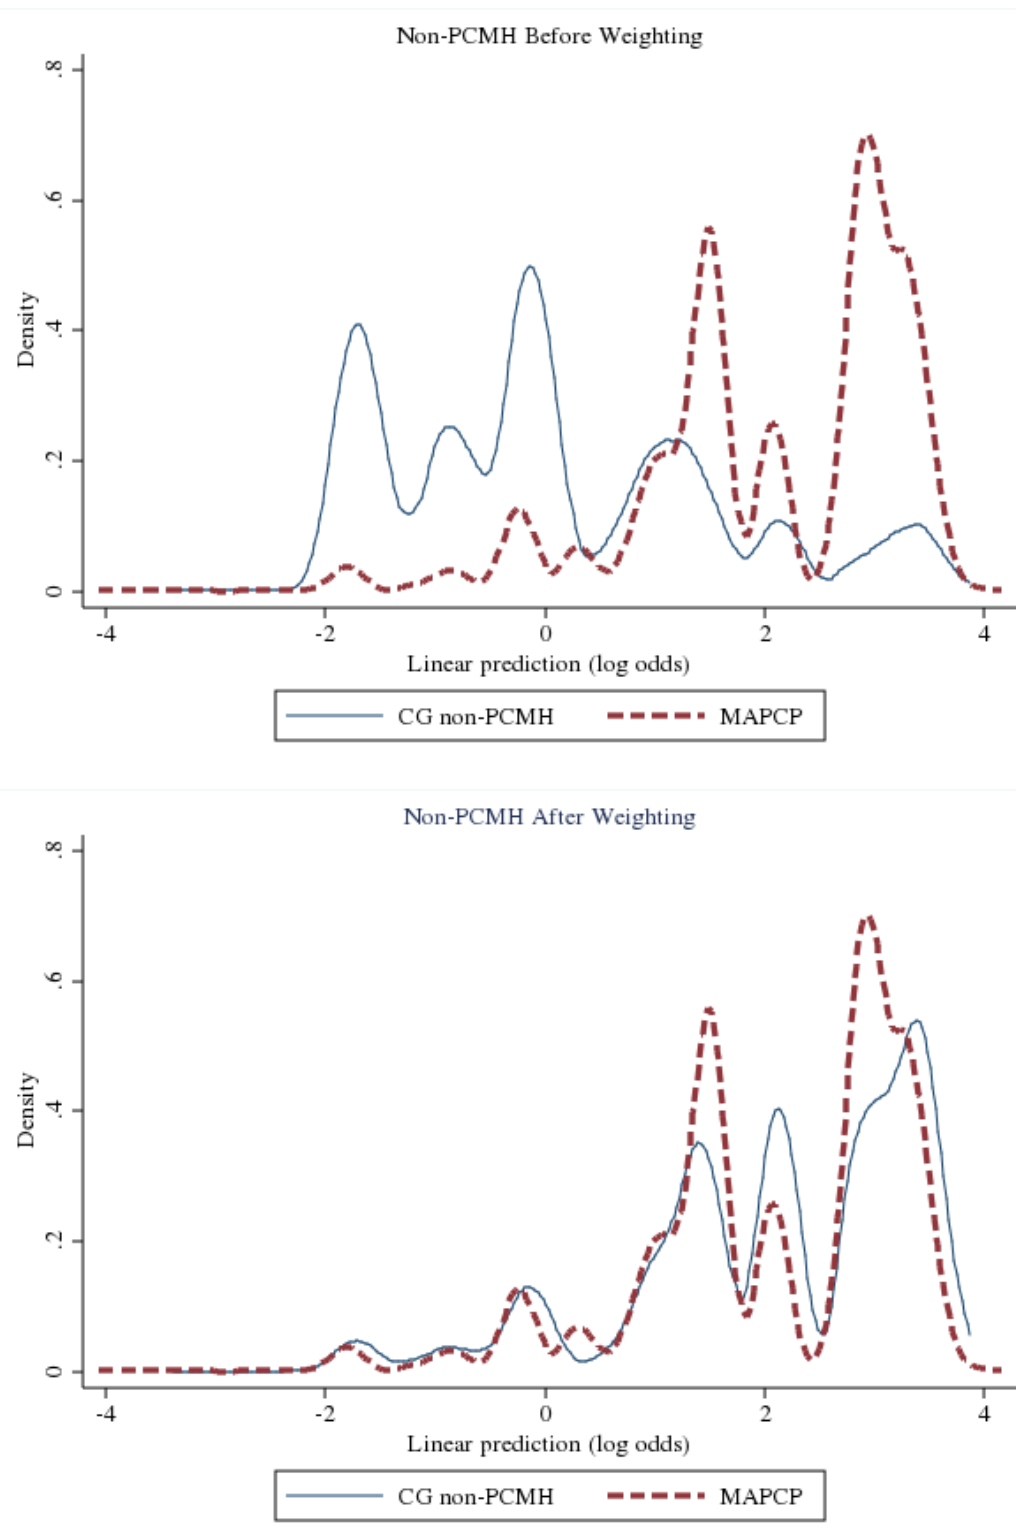 Non-PCMH Before Weighting
.8
.6
.4
.2
0
Density
-4 -2 0 2 4
Linear prediction (log odds)
CG non-PCMH MAPCP
Non-PCMH After Weighting
.8
.6
.4
.2
0
Density
-4 -2 0 2 4
Linear prediction (log odds)
CG non-PCMH MAPCP